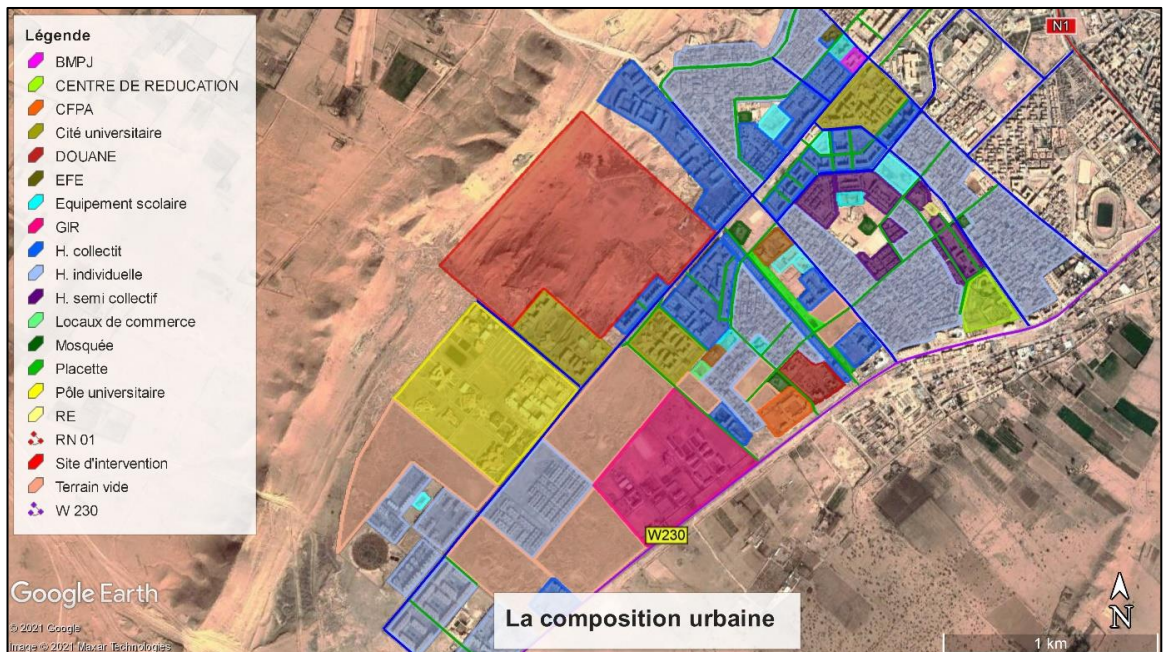 Légende
BMPJ
CENTRE DE REDUCATION
CFPA
Cité universitaire
DOUANE
EFE
Equipement scolaire
GIR
H. collectit
H. individuelle
H. semi collectif
Locaux de commerce
Mosquée
Placette
Pôle universitaire
RE
RN 01
Site d'intervention
Terrain vide
W 230
N1
W230
Google Earth
© 2021 Google
Image © 2021 Maxar Technologies
La composition urbaine
N
1 km